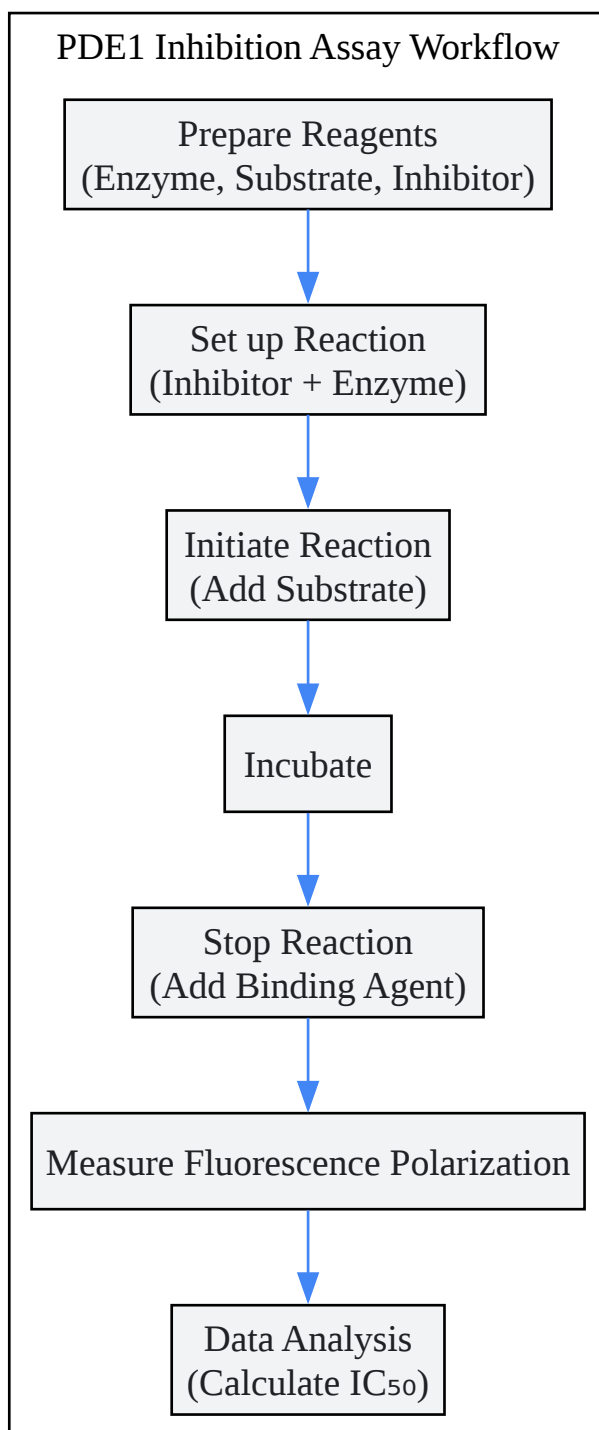 PDE1 Inhibition Assay Workflow
Prepare Reagents
(Enzyme, Substrate, Inhibitor)
Set up Reaction
(Inhibitor + Enzyme)
Initiate Reaction
(Add Substrate)
Incubate
Stop Reaction
(Add Binding Agent)
Measure Fluorescence Polarization
Data Analysis
(Calculate IC₅₀)